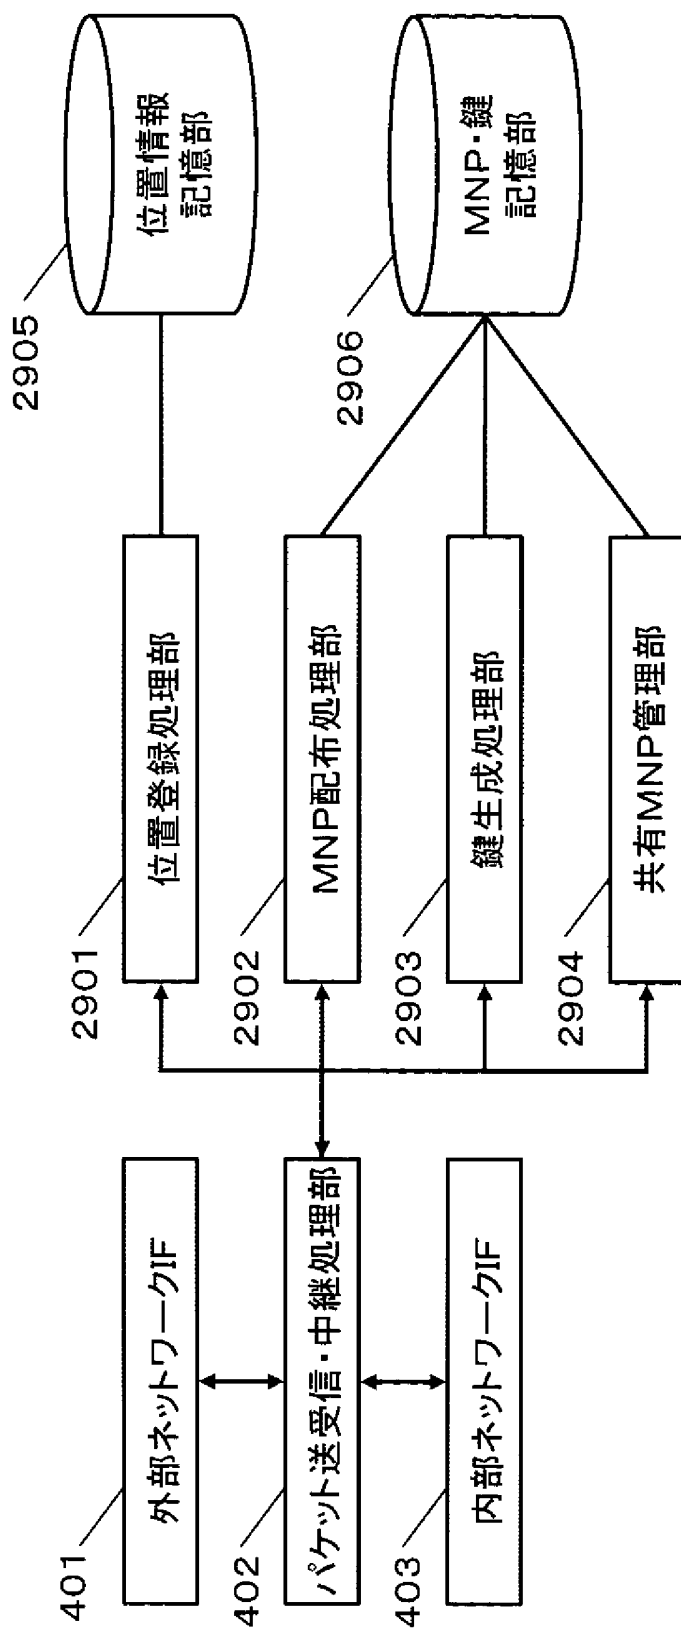 401
外部ネットワークIF
402
パケット送受信・中継処理部
403
内部ネットワークIF
2901
位置登録処理部
2902
MNP配布処理部
2903
鍵生成処理部
2904
共有MNP管理部
2905
位置情報
記憶部
2906
MNP・鍵
記憶部